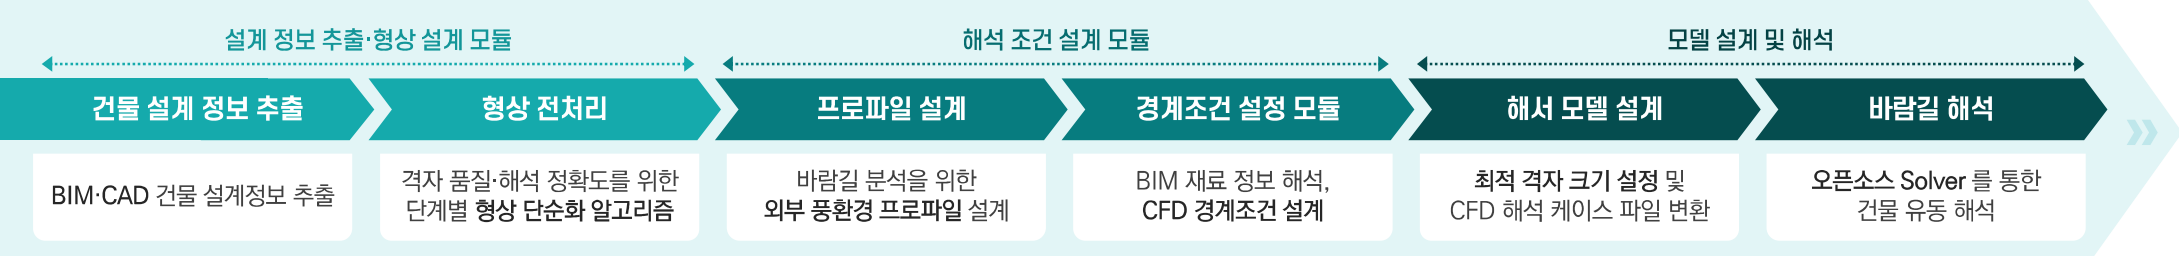 설계 정보 추출·형상 설계 모듈
해석 조건 설계 모듈
모델 설계 및 해석
건물 설계 정보 추출
형상 전처리
프로파일 설계
경계조건 설정 모듈
해서 모델 설계
바람길 해석
BIM·CAD 건물 설계정보 추출
격자 품질·해석 정확도를 위한
단계별 형상 단순화 알고리즘
바람길 분석을 위한
외부 풍환경 프로파일 설계
BIM 재료 정보 해석,
CFD 경계조건 설계
최적 격자 크기 설정 및
CFD 해석 케이스 파일 변환
오픈소스 Solver 를 통한
건물 유동 해석